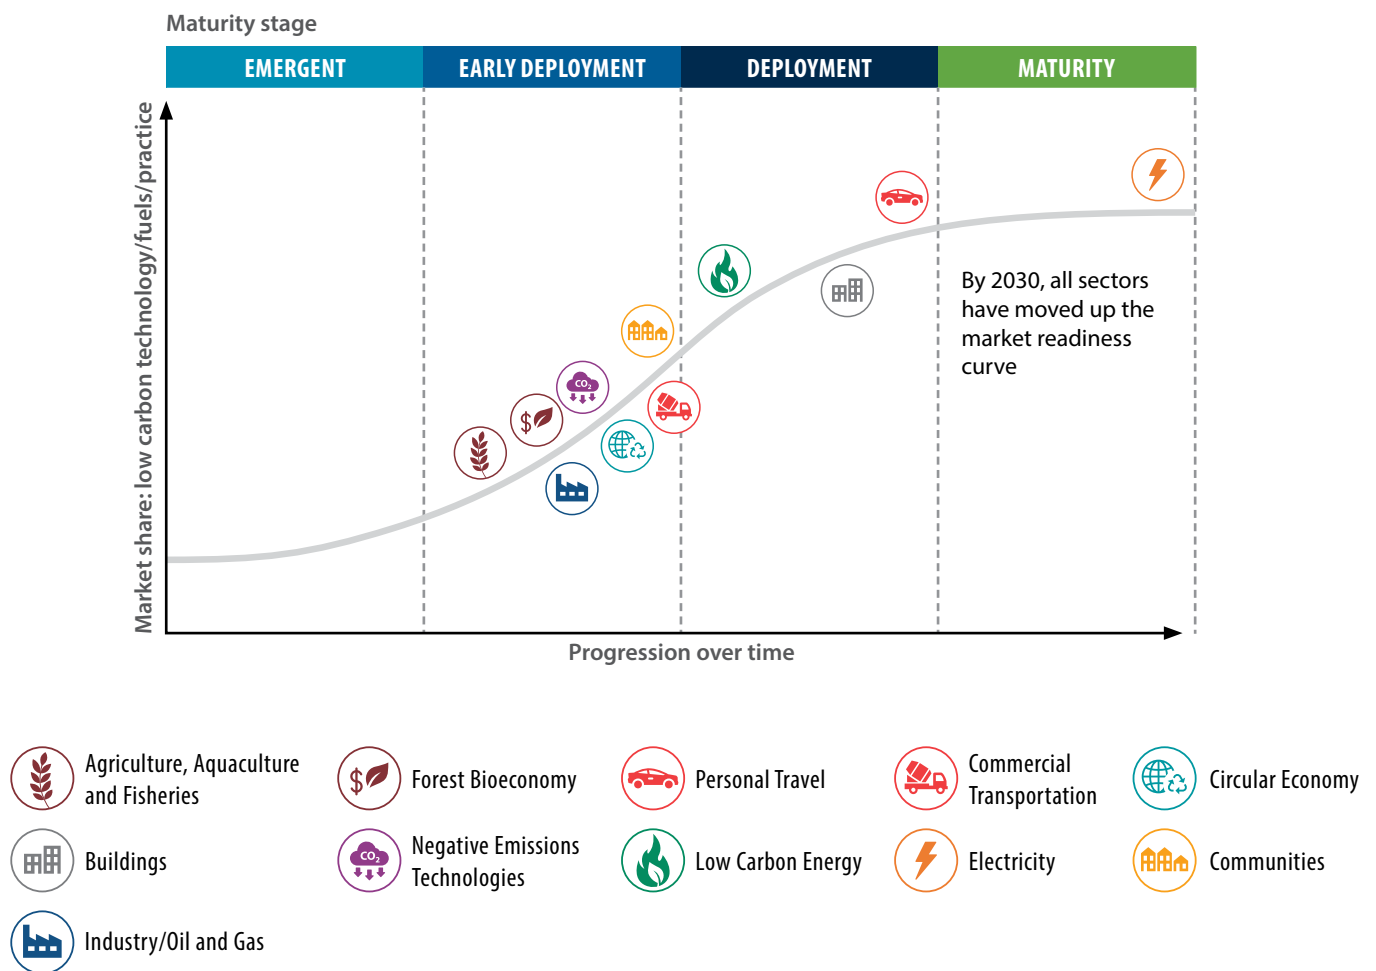 Maturity stage
EMERGENT
EARLY DEPLOYMENT
DEPLOYMENT
MATURITY
Market share: low carbon technology/fuels/practice
CO₂
By 2030, all sectors
have moved up the
market readiness
curve
$
Progression over time
Agriculture, Aquaculture
and Fisheries
$
Forest Bioeconomy
Personal Travel
Commercial
Transportation
Circular Economy
Buildings
CO₂
Negative Emissions
Technologies
Low Carbon Energy
Electricity
Communities
Industry/Oil and Gas